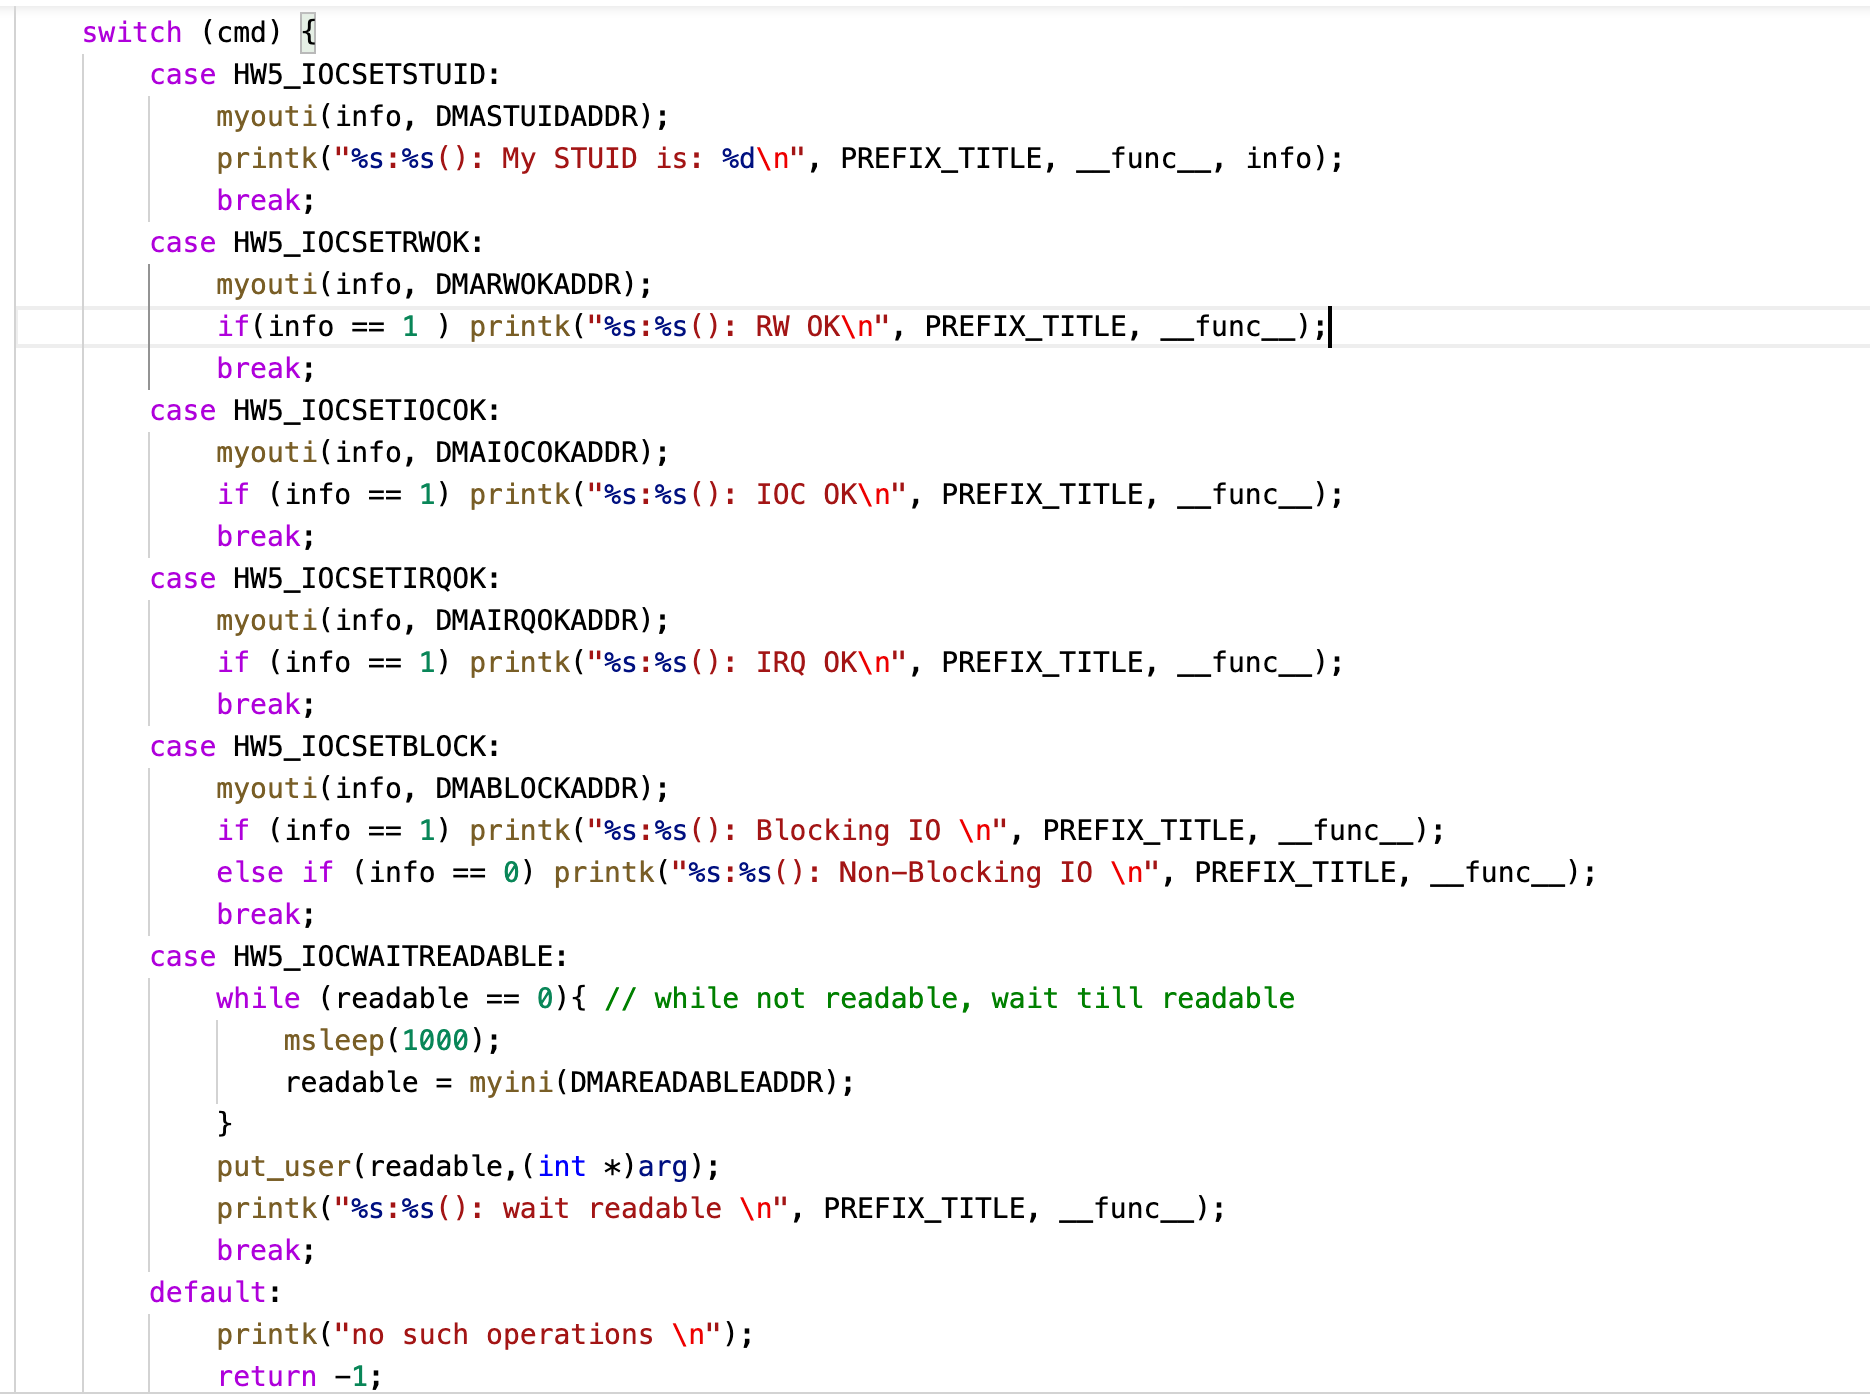 switch (cmd) {
case HW5_IOCSETSTUID:
myouti(info, DMASTUIDADDR);
printk("%s:%s(): My STUID is: %d\n", PREFIX_TITLE, __func__, info);
break;
case HW5_IOCSETRWOK:
myouti(info, DMARWOKADDR);
if(info == 1 ) printk("%s:%s(): RW OK\n", PREFIX_TITLE, __func__);
break;
case HW5_IOCSETIOCOK:
myouti(info, DMAIOCOKADDR);
if (info == 1) printk("%s:%s(): IOC OK\n", PREFIX_TITLE, __func__);
break;
case HW5_IOCSETIRQOK:
myouti(info, DMAIRQOKADDR);
if (info == 1) printk("%s:%s(): IRQ OK\n", PREFIX_TITLE, __func__);
break;
case HW5_IOCSETBLOCK:
myouti(info, DMABLOCKADDR);
if (info == 1) printk("%s:%s(): Blocking IO \n", PREFIX_TITLE, __func__);
else if (info == 0) printk("%s:%s(): Non-Blocking IO \n", PREFIX_TITLE, __func__);
break;
case HW5_IOCWAITREADABLE:
while (readable == 0){ // while not readable, wait till readable
msleep(1000);
readable = myini(DMAREADABLEADDR);
}
put_user(readable,(int *)arg);
printk("%s:%s(): wait readable \n", PREFIX_TITLE, __func__);
break;
default:
printk("no such operations \n");
return -1;